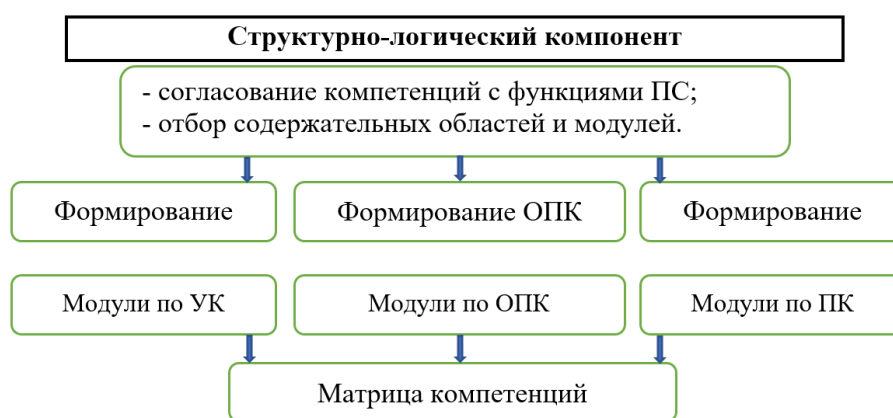 Структурно-логический компонент
- согласование компетенций с функциями ПС;
- отбор содержательных областей и модулей.
Формирование
Формирование ОПК
Формирование
Модули по УК
Модули по ОПК
Модули по ПК
Матрица компетенций